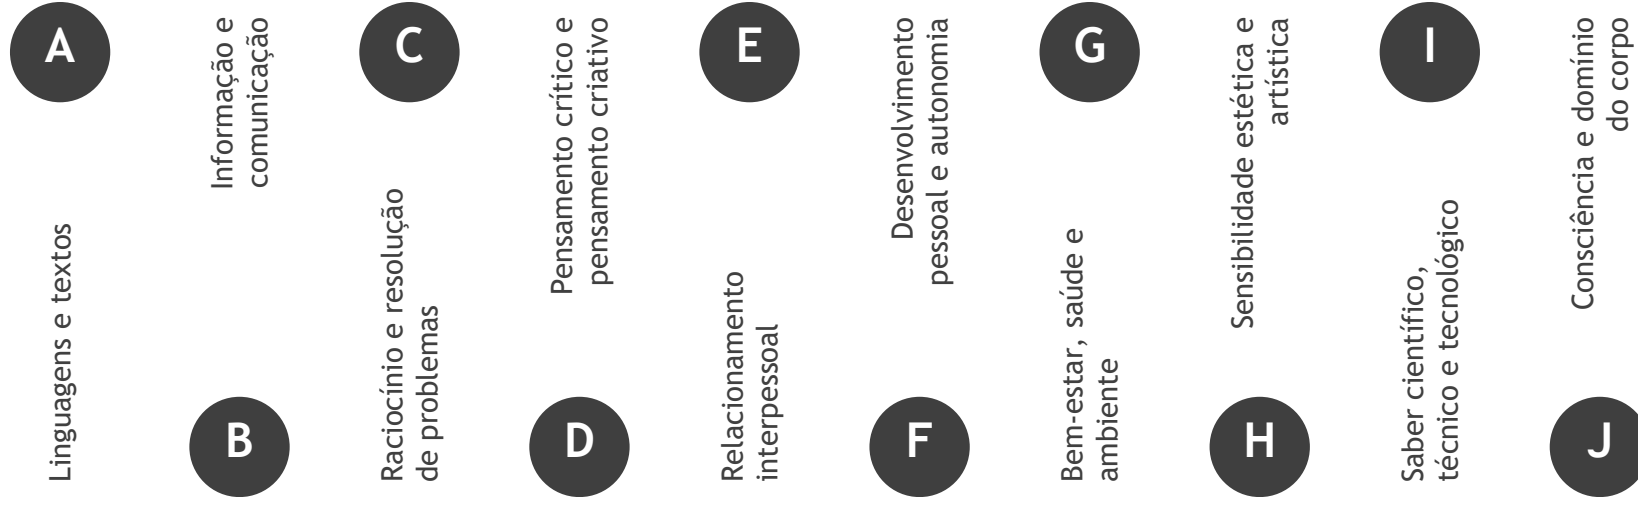 A
Linguagens e textos
Informação e
comunicação
B
C
Raciocínio e resolução
de problemas
Pensamento crítico e
pensamento criativo
D
E
Relacionamento
interpessoal
Desenvolvimento
pessoal e autonomia
F
G
Bem-estar, saúde e
ambiente
Sensibilidade estética e
artística
H
I
Saber científico,
técnico e tecnológico
Consciência e domínio
do corpo
J